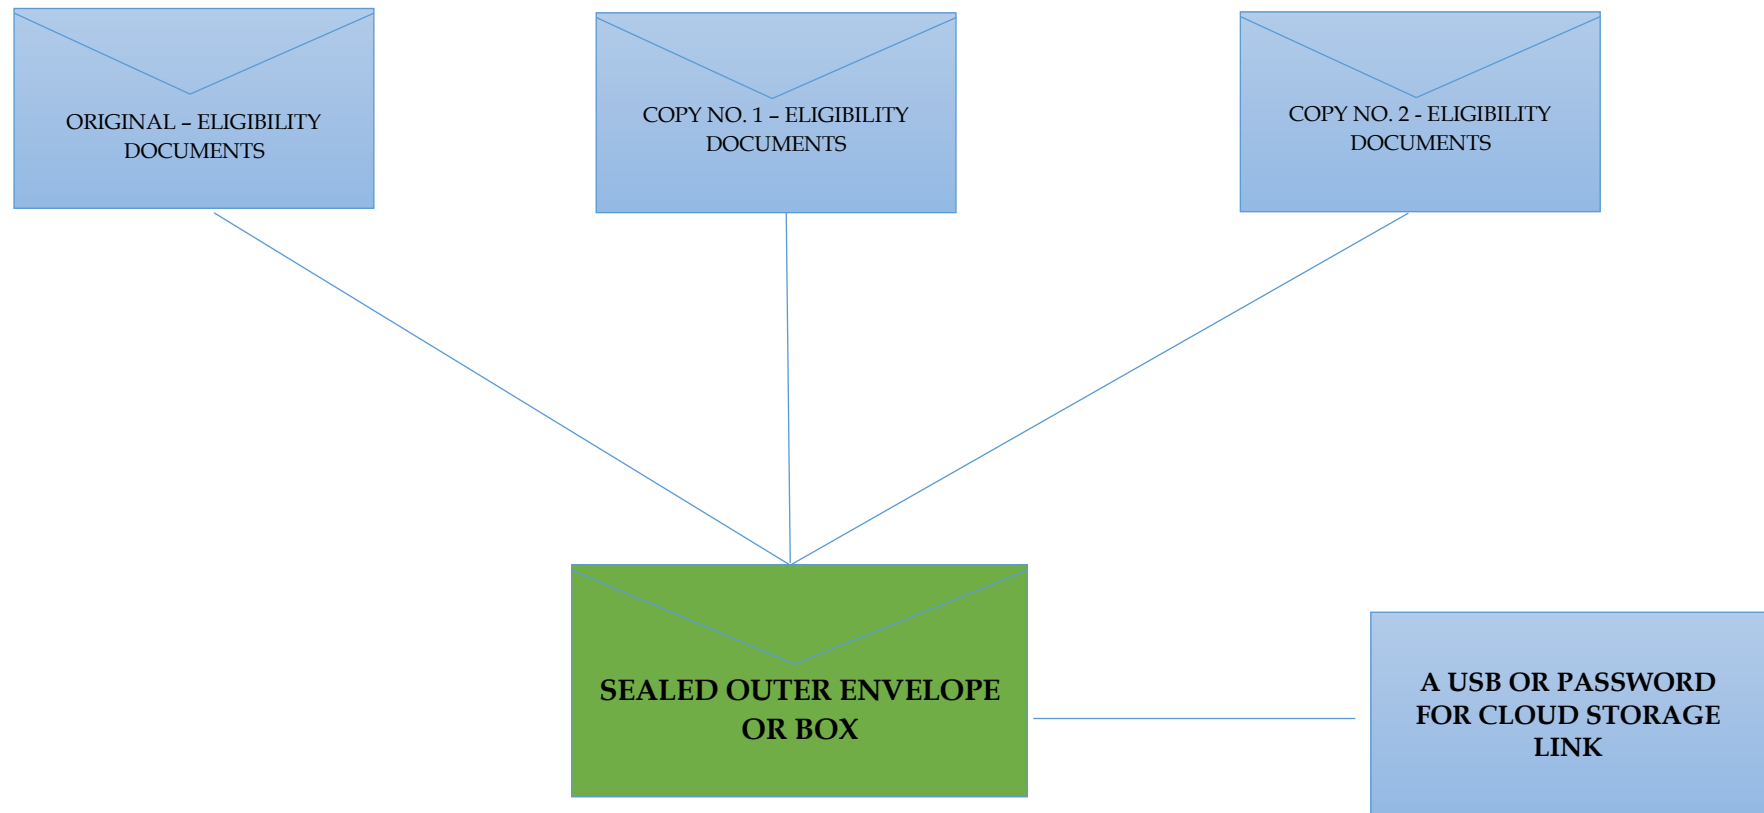 ORIGINAL – ELIGIBILITY
DOCUMENTS
COPY NO. 1 – ELIGIBILITY
DOCUMENTS
COPY NO. 2 - ELIGIBILITY
DOCUMENTS
SEALED OUTER ENVELOPE
OR BOX
A USB OR PASSWORD
FOR CLOUD STORAGE
LINK